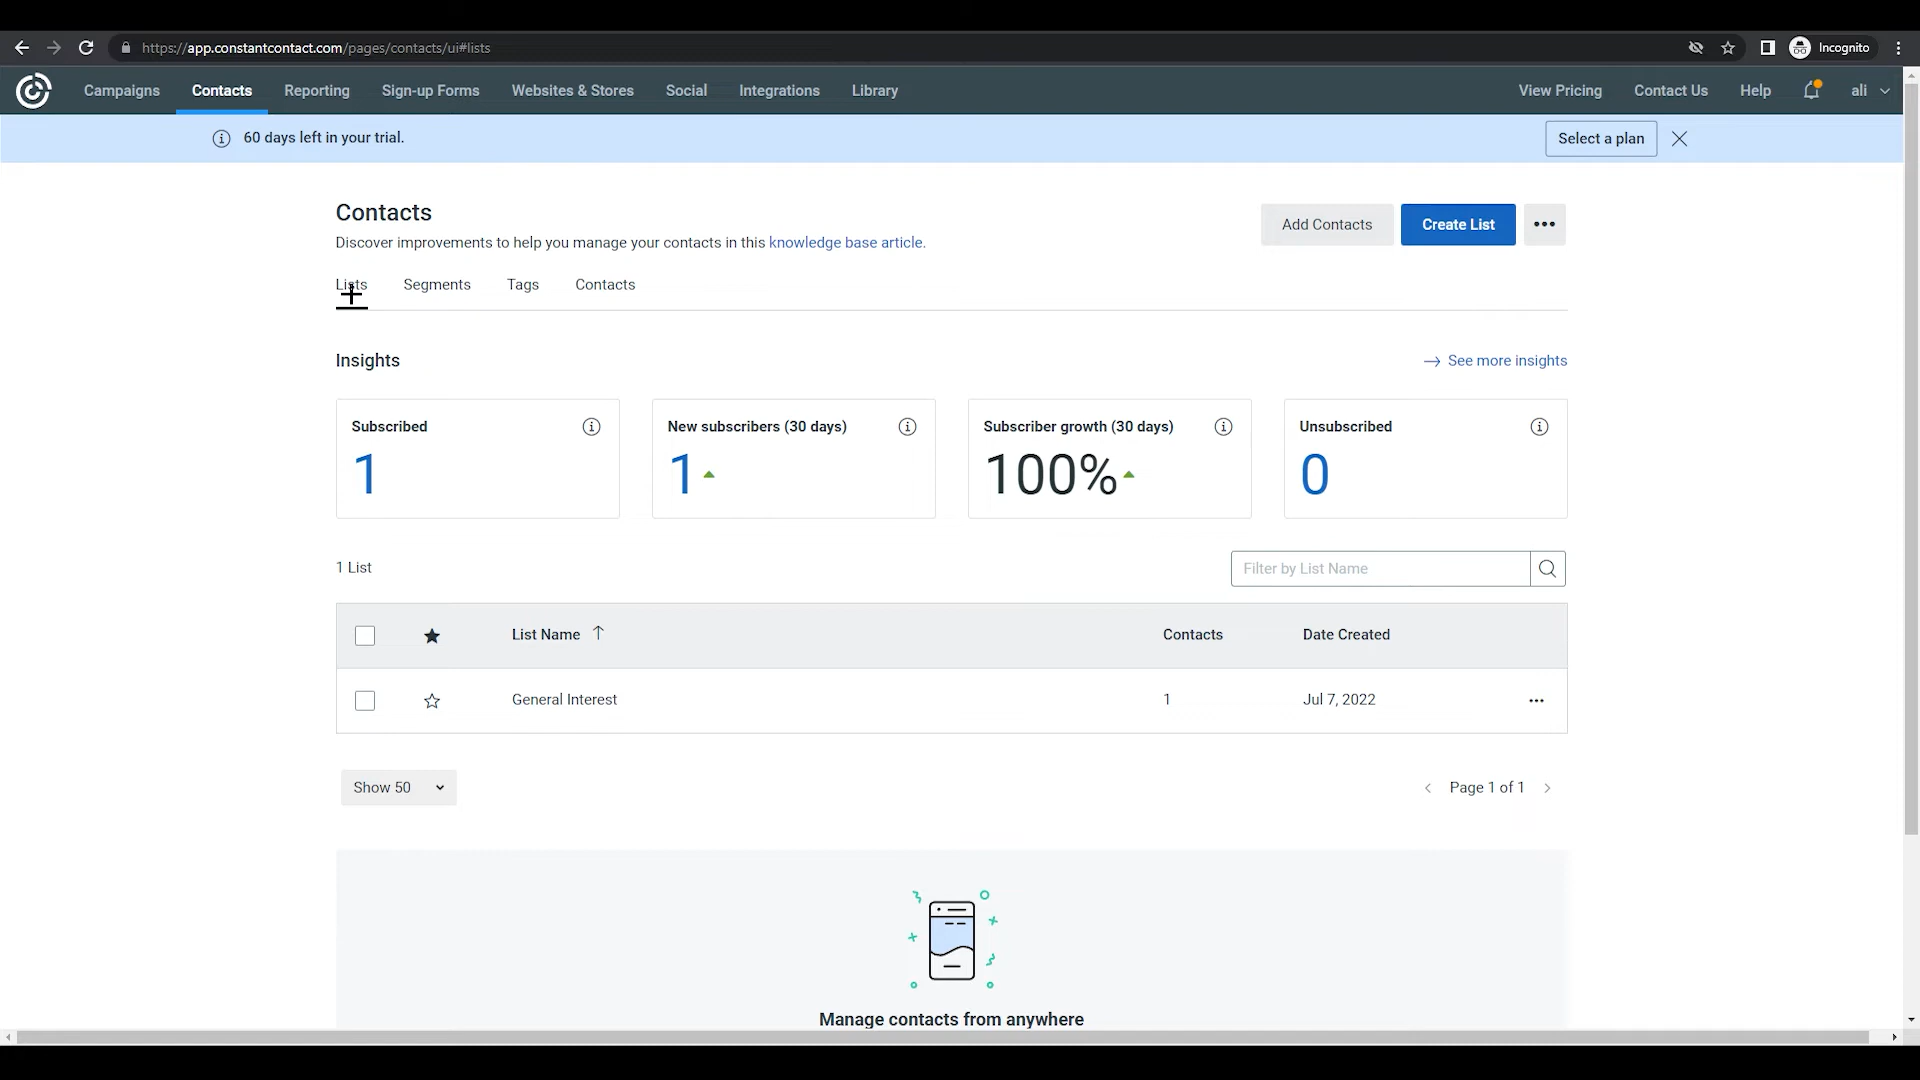 https://app.constantcontact.com/pages/contacts/ui#lists
Incognito
Campaigns Contacts Reporting Sign-up Forms Websites & Stores Social Integrations Library View Pricing Contact Us Help ali
60 days left in your trial.
Select a plan
Contacts
Add Contacts Create List
Discover improvements to help you manage your contacts in this knowledge base article.
Lists Segments Tags Contacts
Insights
See more insights
Subscribed New subscribers (30 days) Subscriber growth (30 days) Unsubscribed
1 1 100% 0
1 List
Filter by List Name
List Name Contacts Date Created
General Interest 1 Jul 7, 2022
Show 50
Page 1 of 1
Manage contacts from anywhere